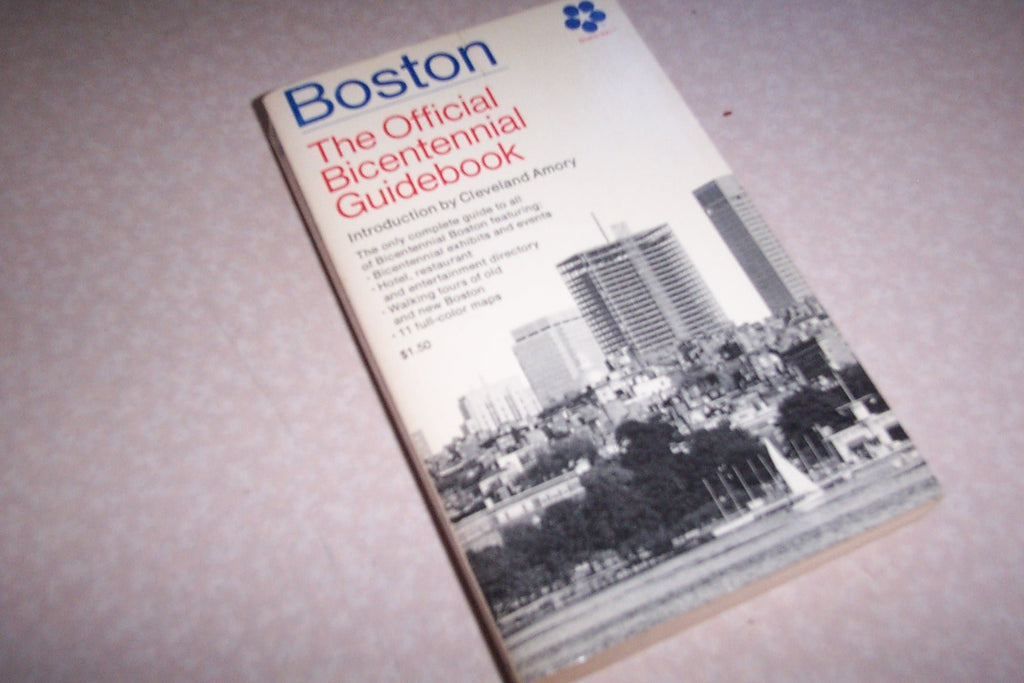 Boston
The Official
Bicentennial
Guidebook
Introduction by Cleveland Amory
The only complete guide to all
of Bicentennial Boston featuring:
• Bicentennial exhibits and events
• Hotel, restaurant
and entertainment directory
• Walking tours of old
and new Boston
• 11 full-color maps
$1.50